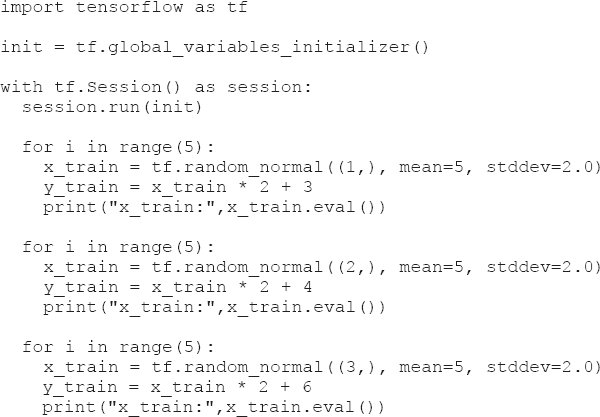 import tensorflow as tf
init = tf.global_variables_initializer()
with tf.Session() as session:
  session.run(init)
  for i in range(5):
    x_train = tf.random_normal((1,), mean=5, stddev=2.0)
    y_train = x_train * 2 + 3
    print("x_train:",x_train.eval())
  for i in range(5):
    x_train = tf.random_normal((2,), mean=5, stddev=2.0)
    y_train = x_train * 2 + 4
    print("x_train:",x_train.eval())
  for i in range(5):
    x_train = tf.random_normal((3,), mean=5, stddev=2.0)
    y_train = x_train * 2 + 6
    print("x_train:",x_train.eval())